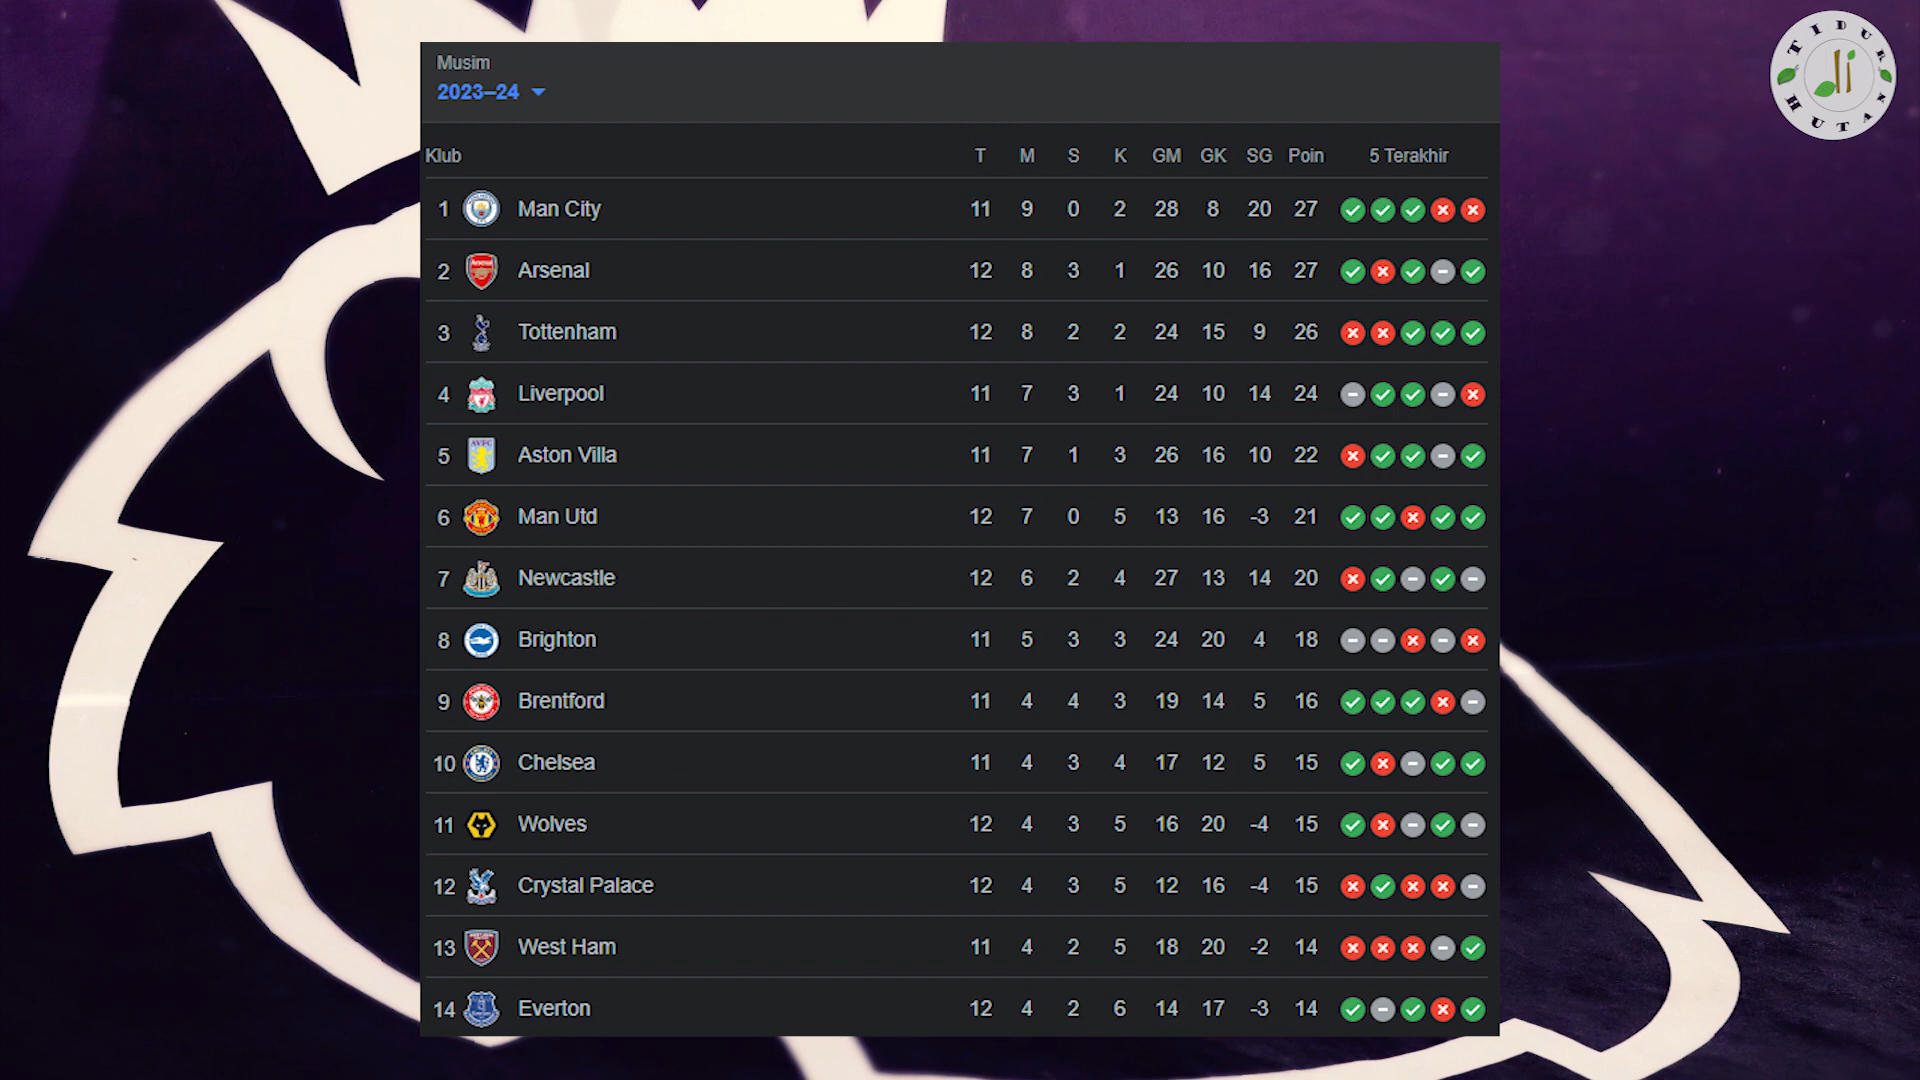 TIDUR
HUTAN
Musim
2023–24
Klub T M S K GM GK SG Poin 5 Terakhir
1 Man City 11 9 0 2 28 8 20 27
2 Arsenal 12 8 3 1 26 10 16 27
3 Tottenham 12 8 2 2 24 15 9 26
4 Liverpool 11 7 3 1 24 10 14 24
5 Aston Villa 11 7 1 3 26 16 10 22
6 Man Utd 12 7 0 5 13 16 -3 21
7 Newcastle 12 6 2 4 27 13 14 20
8 Brighton 11 5 3 3 24 20 4 18
9 Brentford 11 4 4 3 19 14 5 16
10 Chelsea 11 4 3 4 17 12 5 15
11 Wolves 12 4 3 5 16 20 -4 15
12 Crystal Palace 12 4 3 5 12 16 -4 15
13 West Ham 11 4 2 5 18 20 -2 14
14 Everton 12 4 2 6 14 17 -3 14